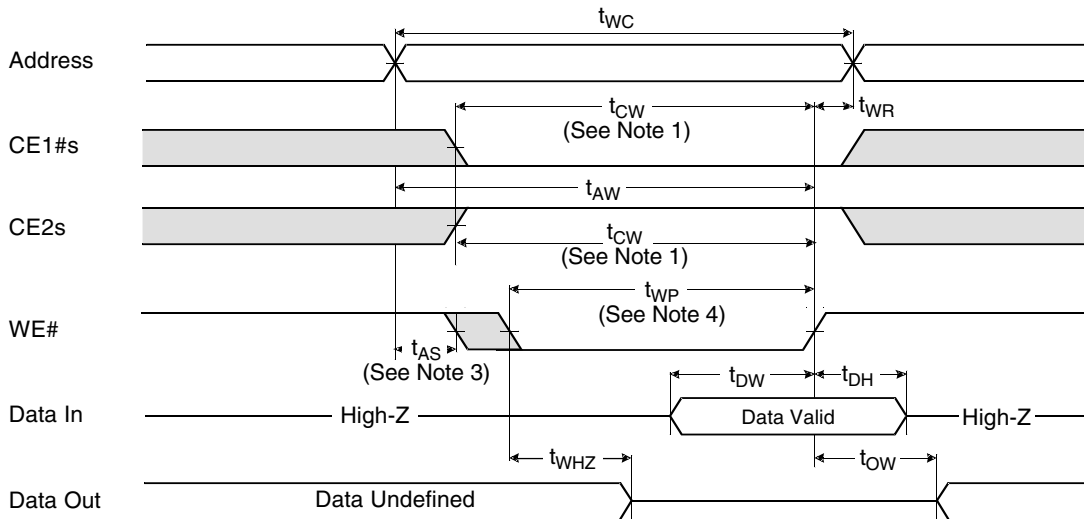 tWC
Address
tCW
(See Note 1)
tWR
CE1#s
tAW
CE2s
tCW
(See Note 1)
tWP
(See Note 4)
WE#
tAS
(See Note 3)
tDW
tDH
Data In
High-Z
Data Valid
High-Z
tWHZ
tOW
Data Out
Data Undefined